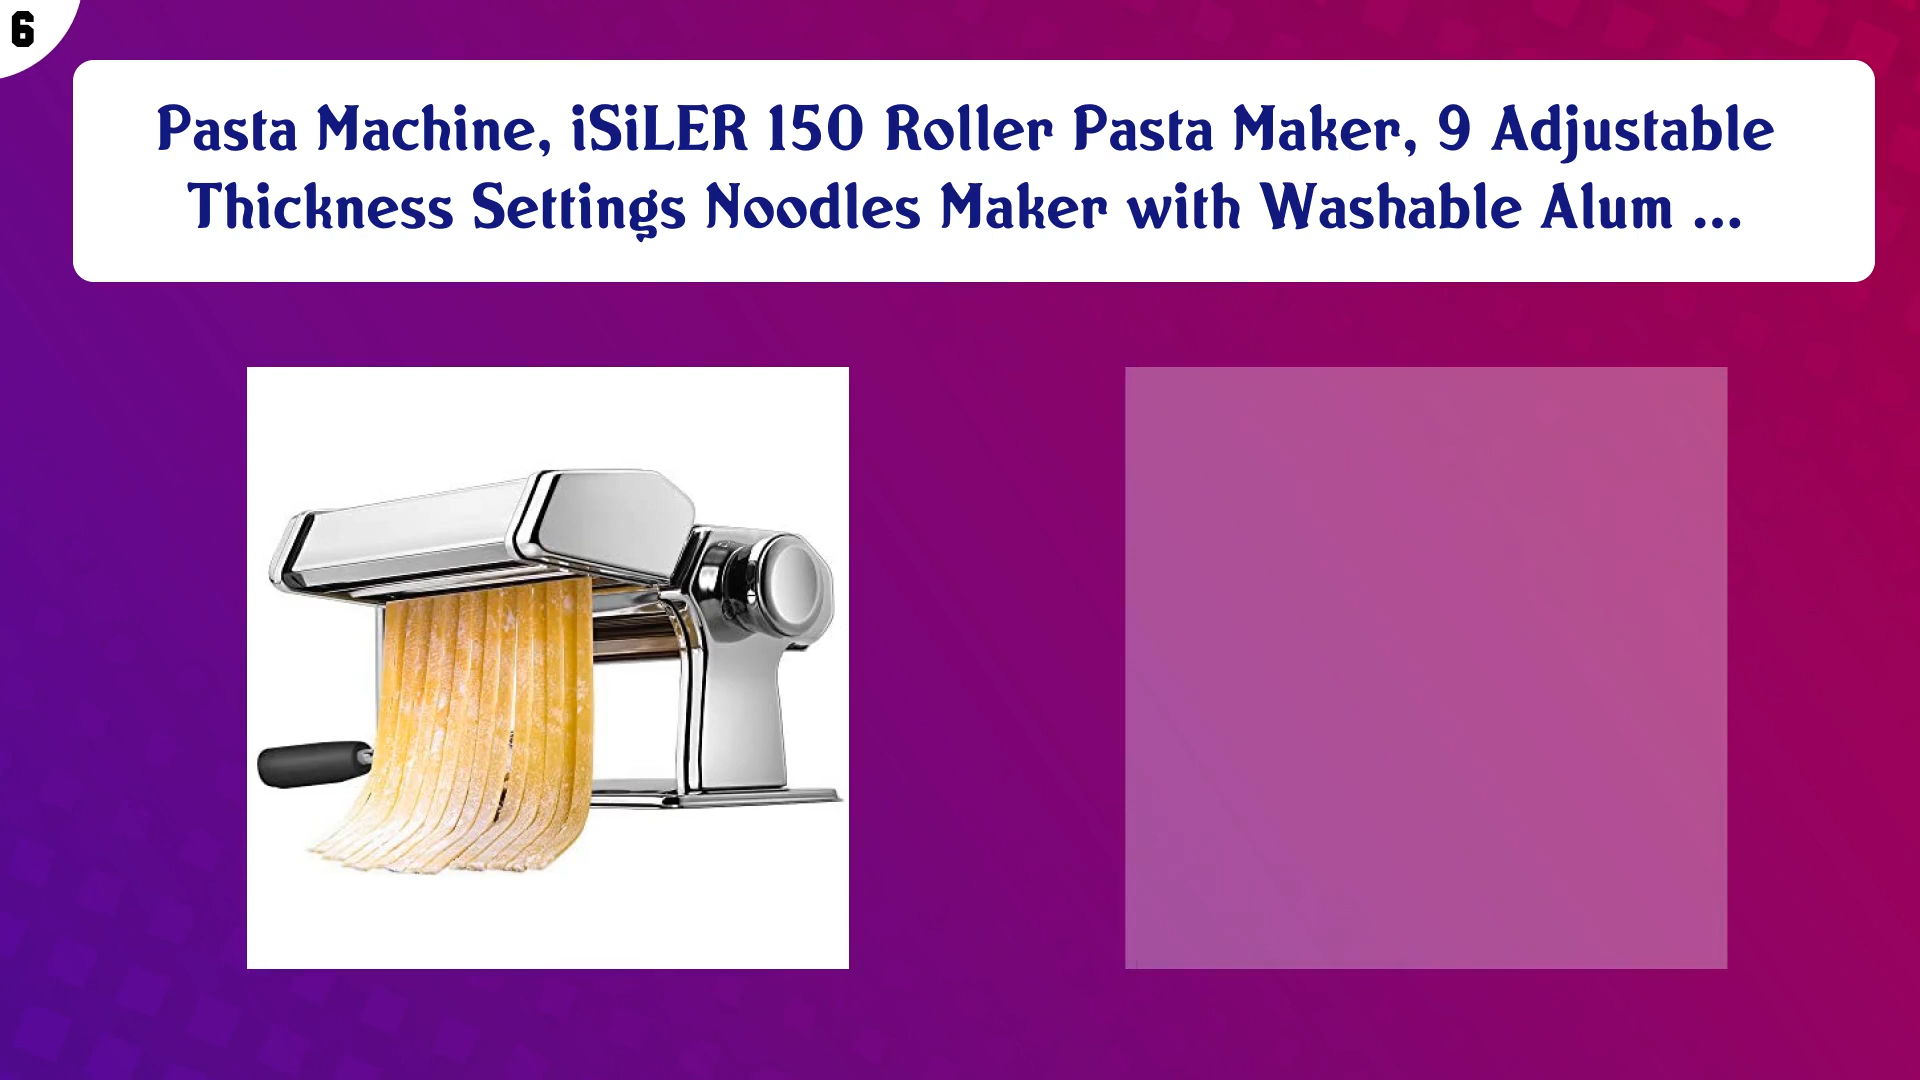 6
Pasta Machine, iSiLER 150 Roller Pasta Maker, 9 Adjustable
Thickness Settings Noodles Maker with Washable Alum ...